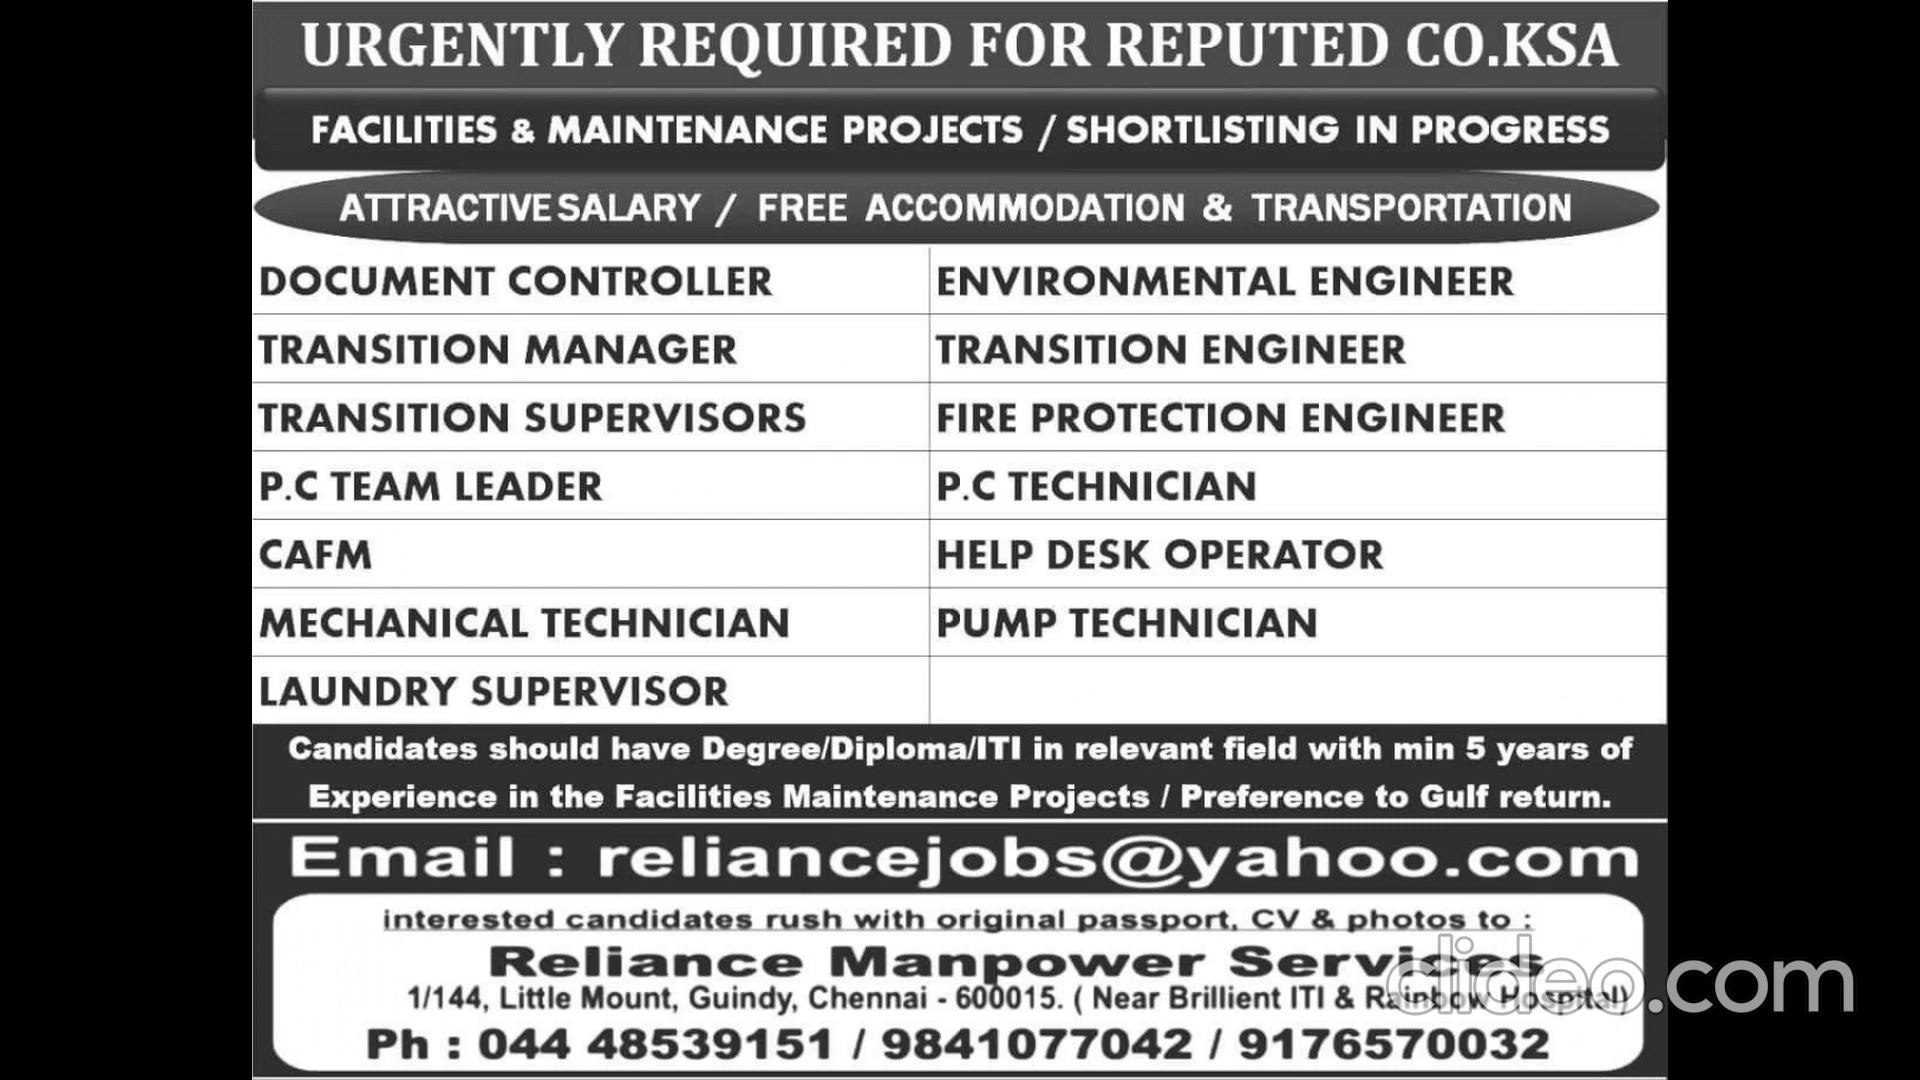 URGENTLY REQUIRED FOR REPUTED CO.KSA
FACILITIES & MAINTENANCE PROJECTS / SHORTLISTING IN PROGRESS
ATTRACTIVE SALARY / FREE ACCOMMODATION & TRANSPORTATION
DOCUMENT CONTROLLER
ENVIRONMENTAL ENGINEER
TRANSITION MANAGER
TRANSITION ENGINEER
TRANSITION SUPERVISORS
FIRE PROTECTION ENGINEER
P.C TEAM LEADER
P.C TECHNICIAN
CAFM
HELP DESK OPERATOR
MECHANICAL TECHNICIAN
PUMP TECHNICIAN
LAUNDRY SUPERVISOR
Candidates should have Degree/Diploma/ITI in relevant field with min 5 years of
Experience in the Facilities Maintenance Projects / Preference to Gulf return.
Email : reliancejobs@yahoo.com
interested candidates rush with original passport, CV & photos to :
Reliance Manpower Services
1/144, Little Mount, Guindy, Chennai - 600015. ( Near Brillient ITI & Rainbow Hospital)
Ph : 044 48539151 / 9841077042 / 9176570032
clideo.com